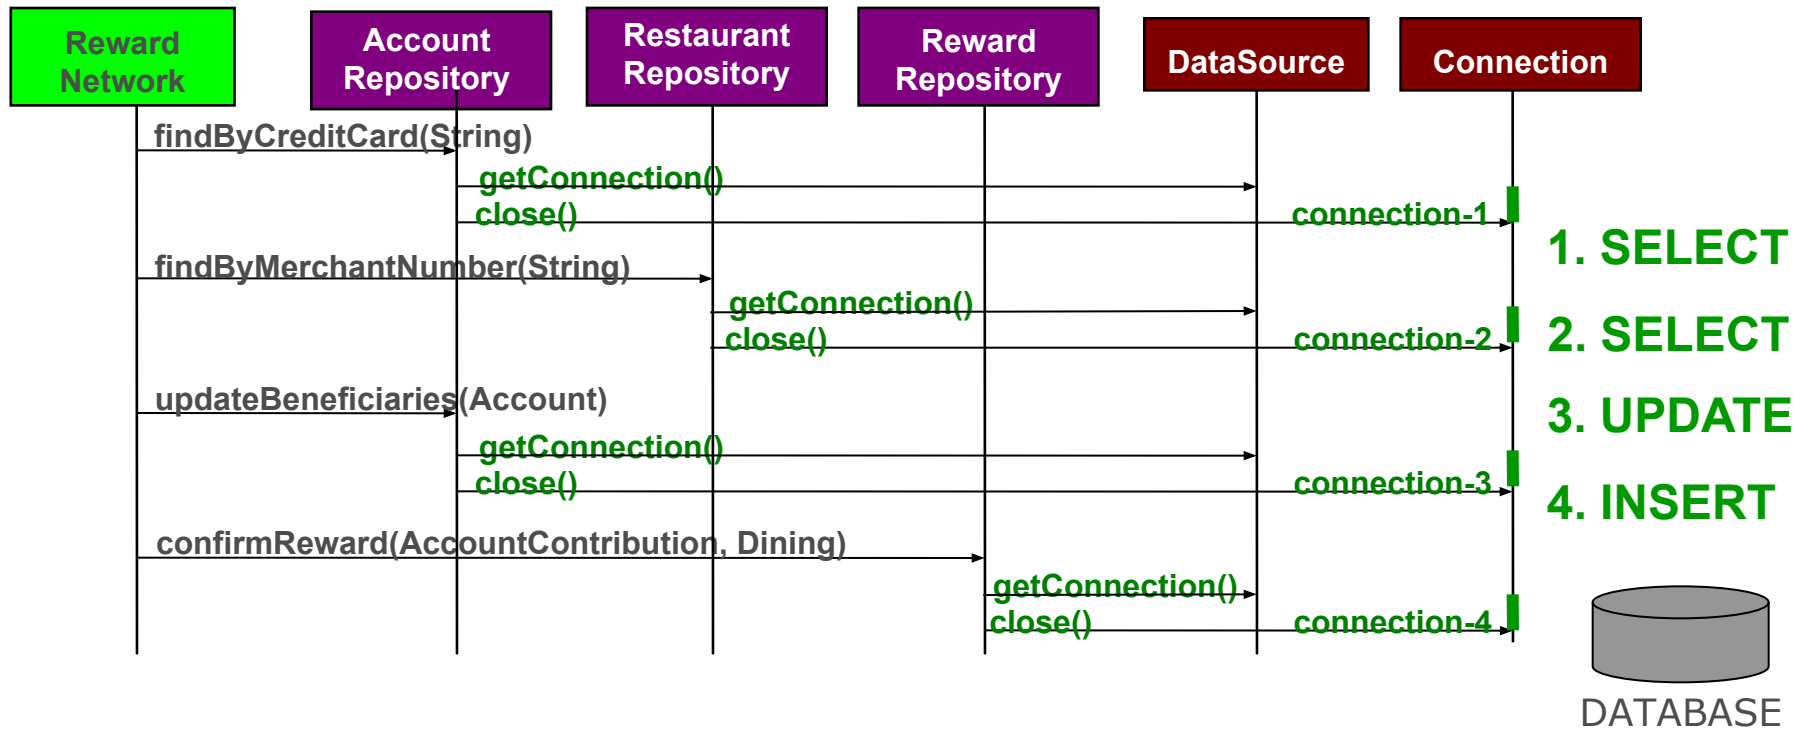 Reward
Network
Account
Repository
Restaurant
Repository
Reward
Repository
DataSource
Connection
findByCreditCard(String)
getConnection()
close()
connection-1
1. SELECT
findByMerchantNumber(String)
getConnection()
close()
connection-2
2. SELECT
updateBeneficiaries(Account)
3. UPDATE
getConnection()
close()
connection-3
4. INSERT
confirmReward(AccountContribution, Dining)
getConnection()
close()
connection-4
DATABASE